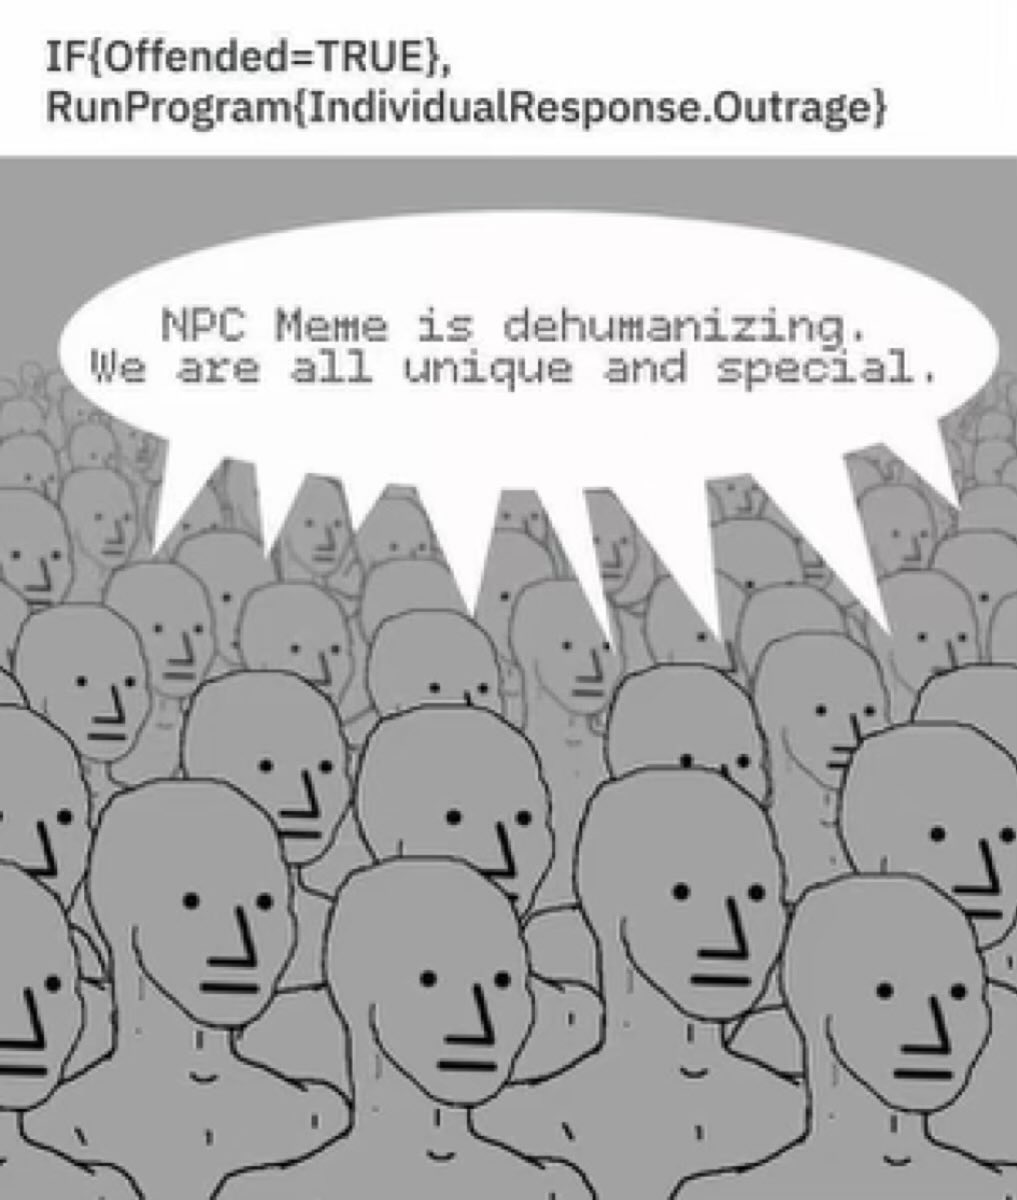 IF{Offended=TRUE},
RunProgram{IndividualResponse.Outrage}
NPC Meme is dehumanizing.
We are all unique and special.